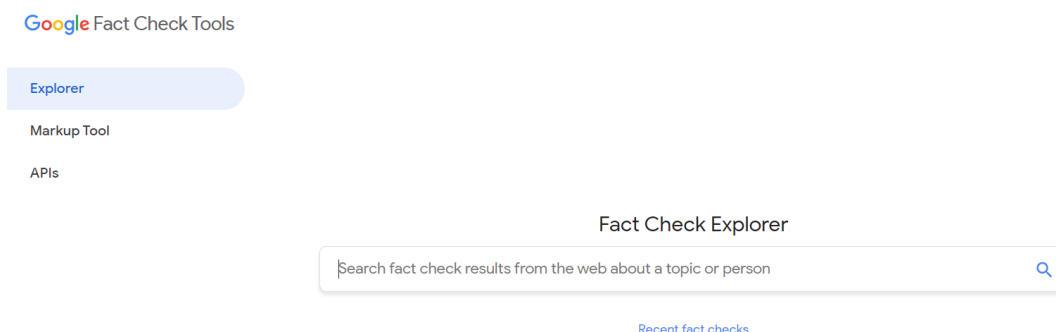 Google Fact Check Tools
Explorer
Markup Tool
APIs
Fact Check Explorer
Search fact check results from the web about a topic or person
Recent fact checks